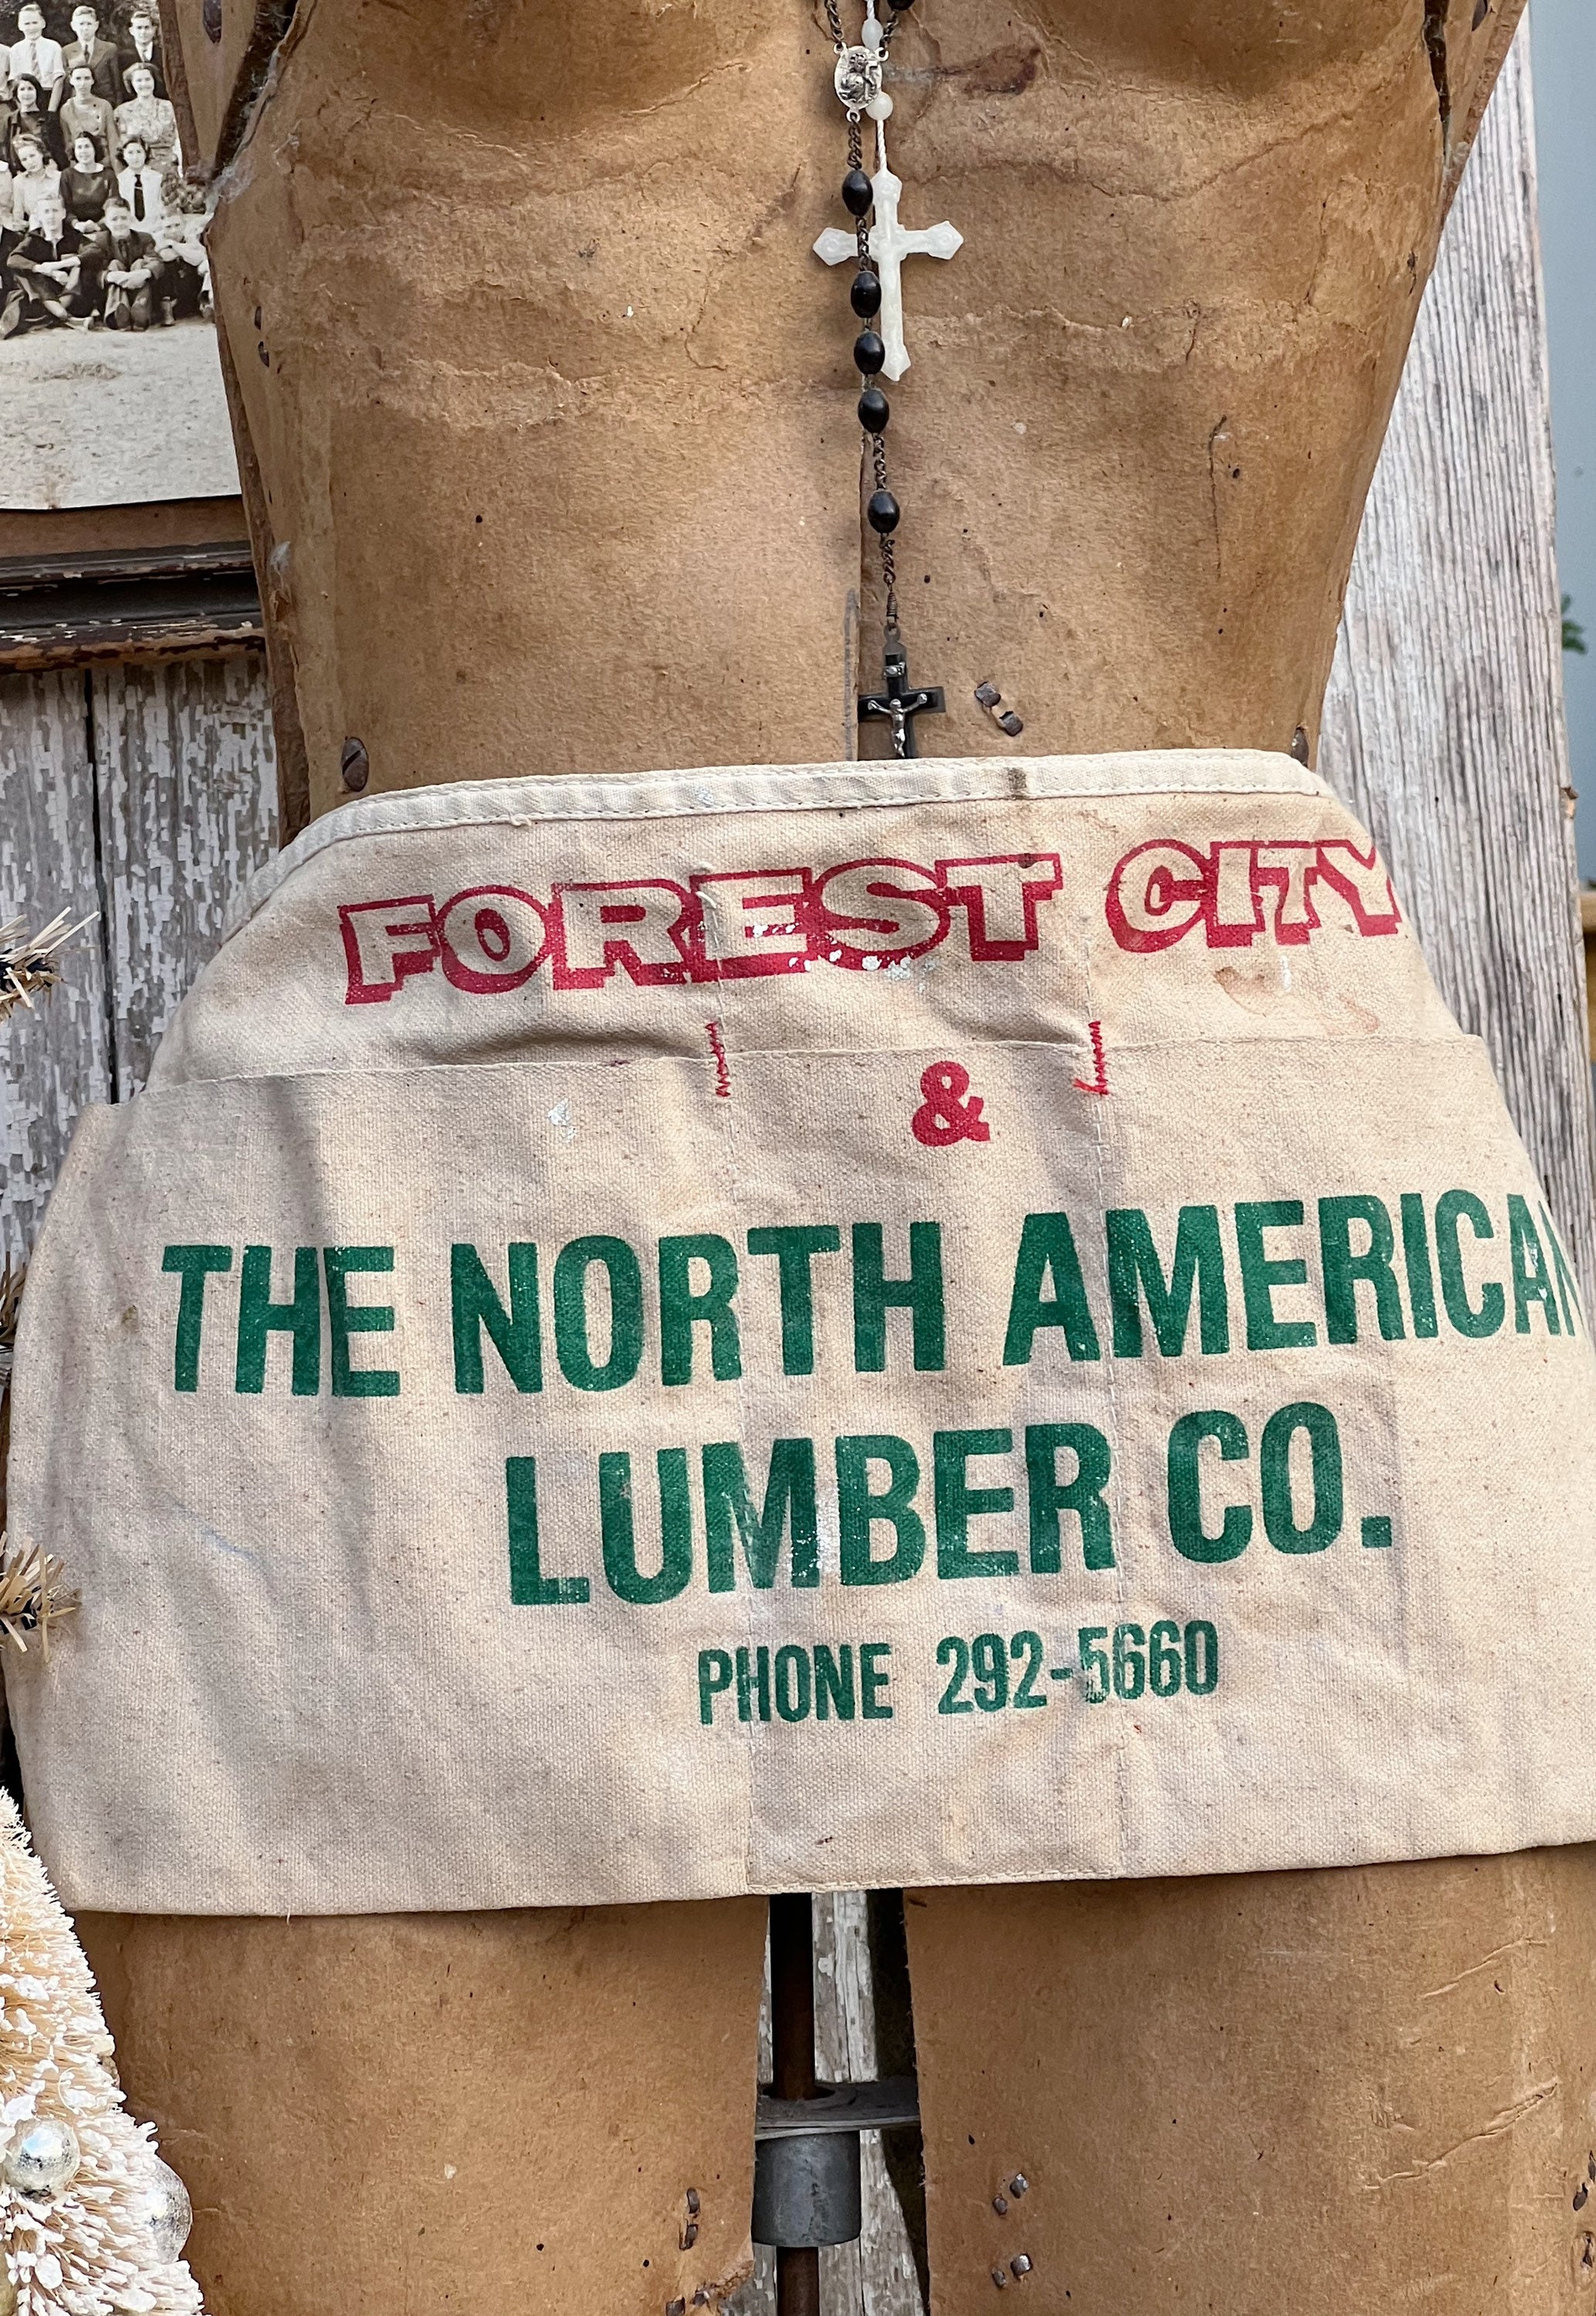 FOREST CITY
&
THE NORTH AMERICAN
LUMBER CO.
PHONE 292-5660